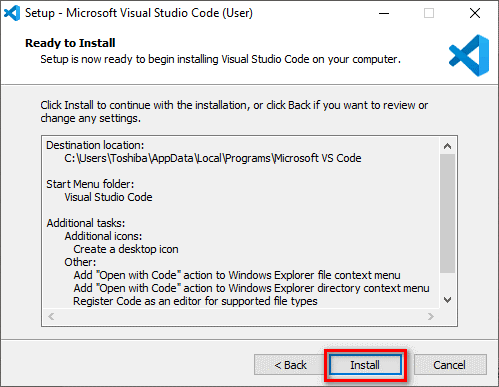 Setup - Microsoft Visual Studio Code (User)
Ready to Install
Setup is now ready to begin installing Visual Studio Code on your computer.
Click Install to continue with the installation, or click Back if you want to review or
change any settings.
Destination location:
C:\Users\Toshiba\AppData\Local\Programs\Microsoft VS Code
Start Menu folder:
Visual Studio Code
Additional tasks:
Additional icons:
Create a desktop icon
Other:
Add "Open with Code" action to Windows Explorer file context menu
Add "Open with Code" action to Windows Explorer directory context menu
Register Code as an editor for supported file types
< Back
Install
Cancel